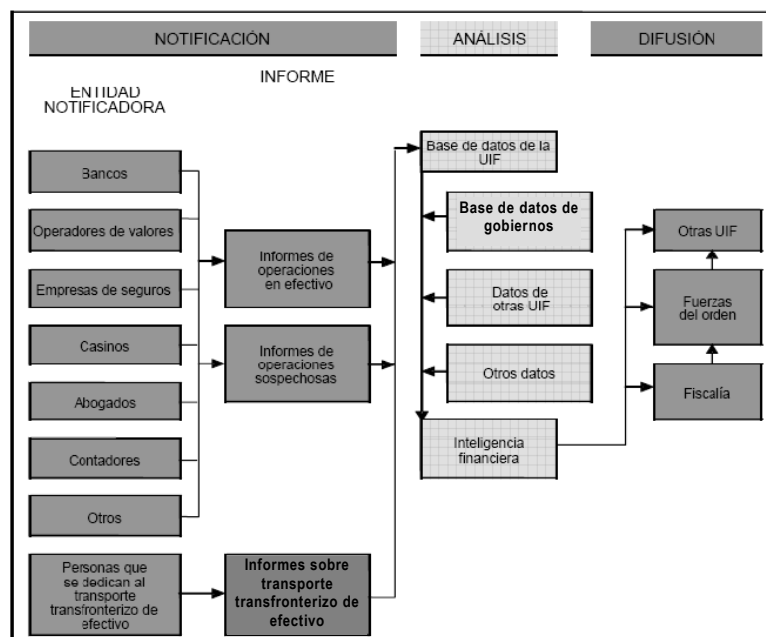 NOTIFICACIÓN
ANÁLISIS
DIFUSIÓN
ENTIDAD
NOTIFICADORA
INFORME
Bancos
Operadores de valores
Empresas de seguros
Casinos
Abogados
Contadores
Otros
Personas que
se dedican al
transporte
transfronterizo de
efectivo
Informes de
operaciones
en efectivo
Informes de
operaciones
sospechosas
Informes sobre
transporte
transfronterizo de
efectivo
Base de datos de la
UIF
Base de datos de
gobiernos
Datos de
otras UIF
Otros datos
Inteligencia
financiera
Otras UIF
Fuerzas
del orden
Fiscalía